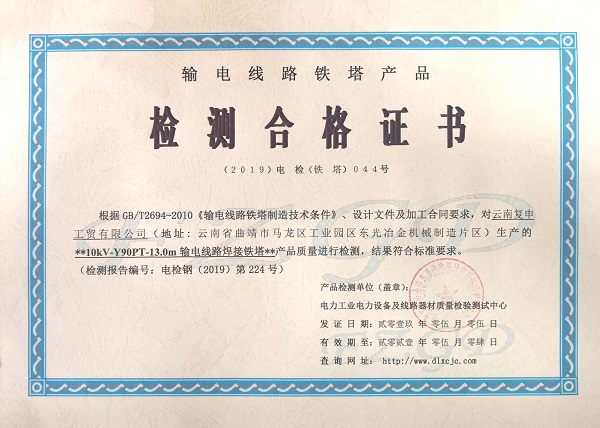 输电线路铁塔产品
检测合格证书
（2019）电 检（铁 塔）044号
根据 GB/T2694-2010《输电线路铁塔制造技术条件》、设计文件及加工合同要求，对云南复申
工贸有限公司（地址：云南省曲靖市马龙区工业园区东光冶金机械制造片区）生产的
**10kV-Y90PT-13.0m 输电线路焊接铁塔**产品质量进行检测，结果符合标准要求。
（检测报告编号：电检钢（2019）第 224 号）
产品检测单位（盖章）：
电力工业电力设备及线路器材质量检验测试中心
发 证 日 期：贰零壹玖 年 零伍 月 零伍 日
有 效 期 至：贰零贰壹 年 零伍 月 零肆 日
查 询 网 址：http://www.dlxcjc.com